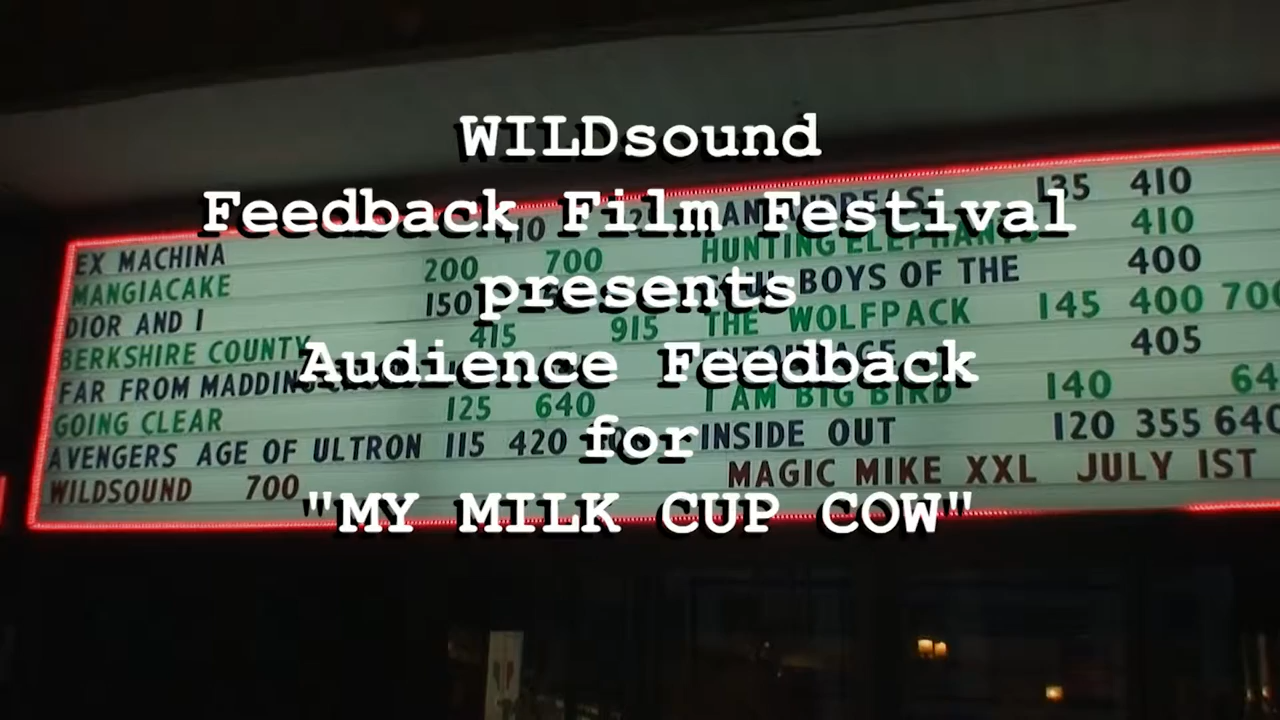 WILDsound
Feedback Film Festival
presents
Audience Feedback
for
"MY MILK CUP COW"
EX MACHINA
MANGIACAKE 200 700
DIOR AND I 150
BERKSHIRE COUNTY 415 915
FAR FROM MADDING
GOING CLEAR 125 640
AVENGERS AGE OF ULTRON 115 420
WILDSOUND 700
135 410
HUNTING ELEPHANTS 410
BOYS OF THE 400
THE WOLFPACK 145 400 700
405
I AM BIG BIRD 140
INSIDE OUT 120 355 640
MAGIC MIKE XXL JULY 1ST